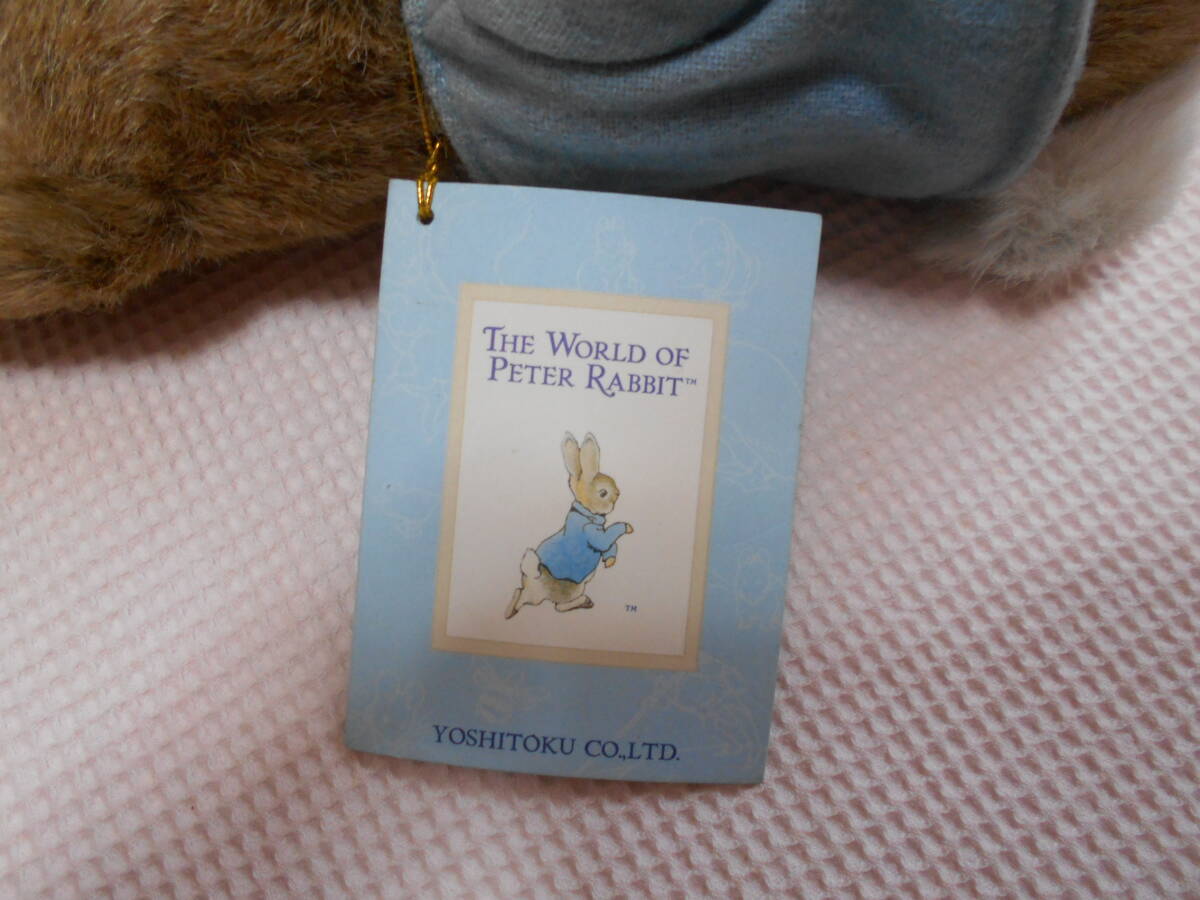 THE WORLD OF
PETER RABBIT™
TM
YOSHITOKU CO.,LTD.